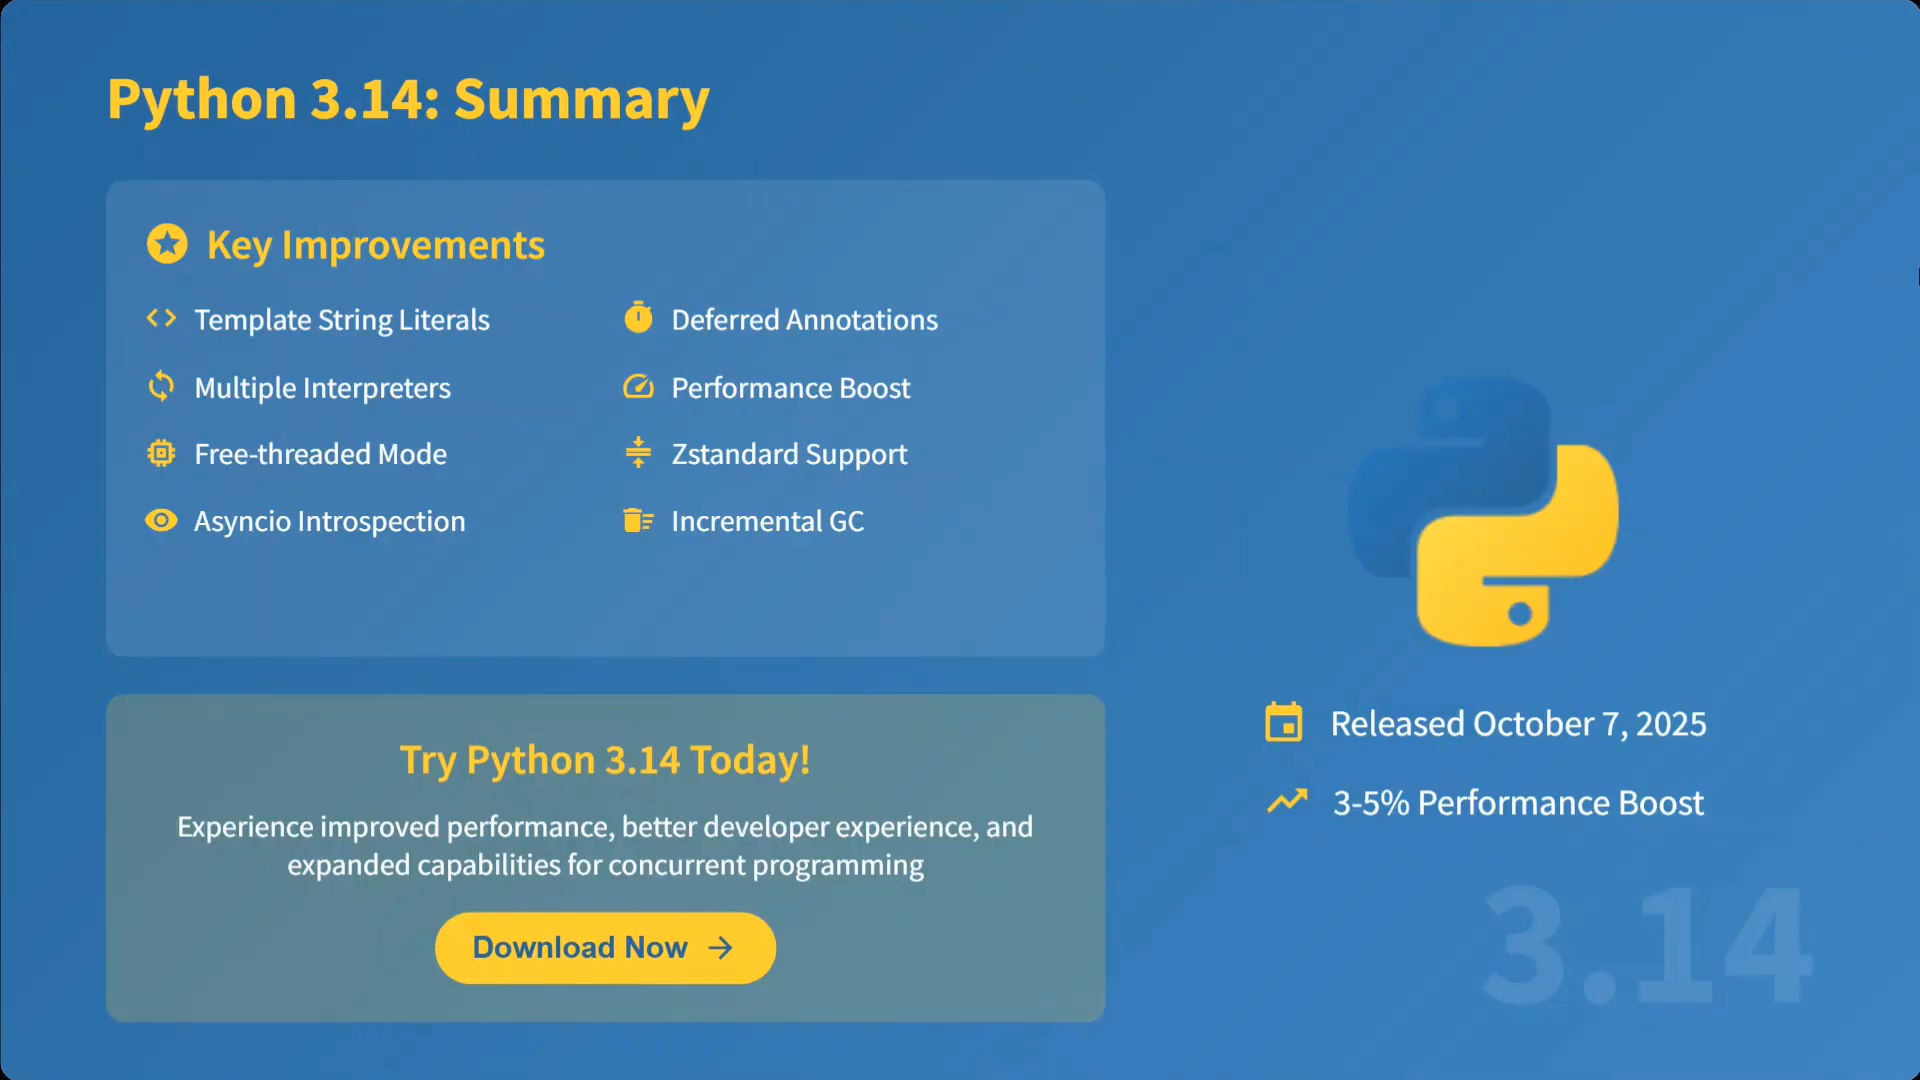 Python 3.14: Summary
Key Improvements
Template String Literals
Deferred Annotations
Multiple Interpreters
Performance Boost
Free-threaded Mode
Zstandard Support
Asyncio Introspection
Incremental GC
Try Python 3.14 Today!
Experience improved performance, better developer experience, and
expanded capabilities for concurrent programming
Download Now
Released October 7, 2025
3-5% Performance Boost
3.14